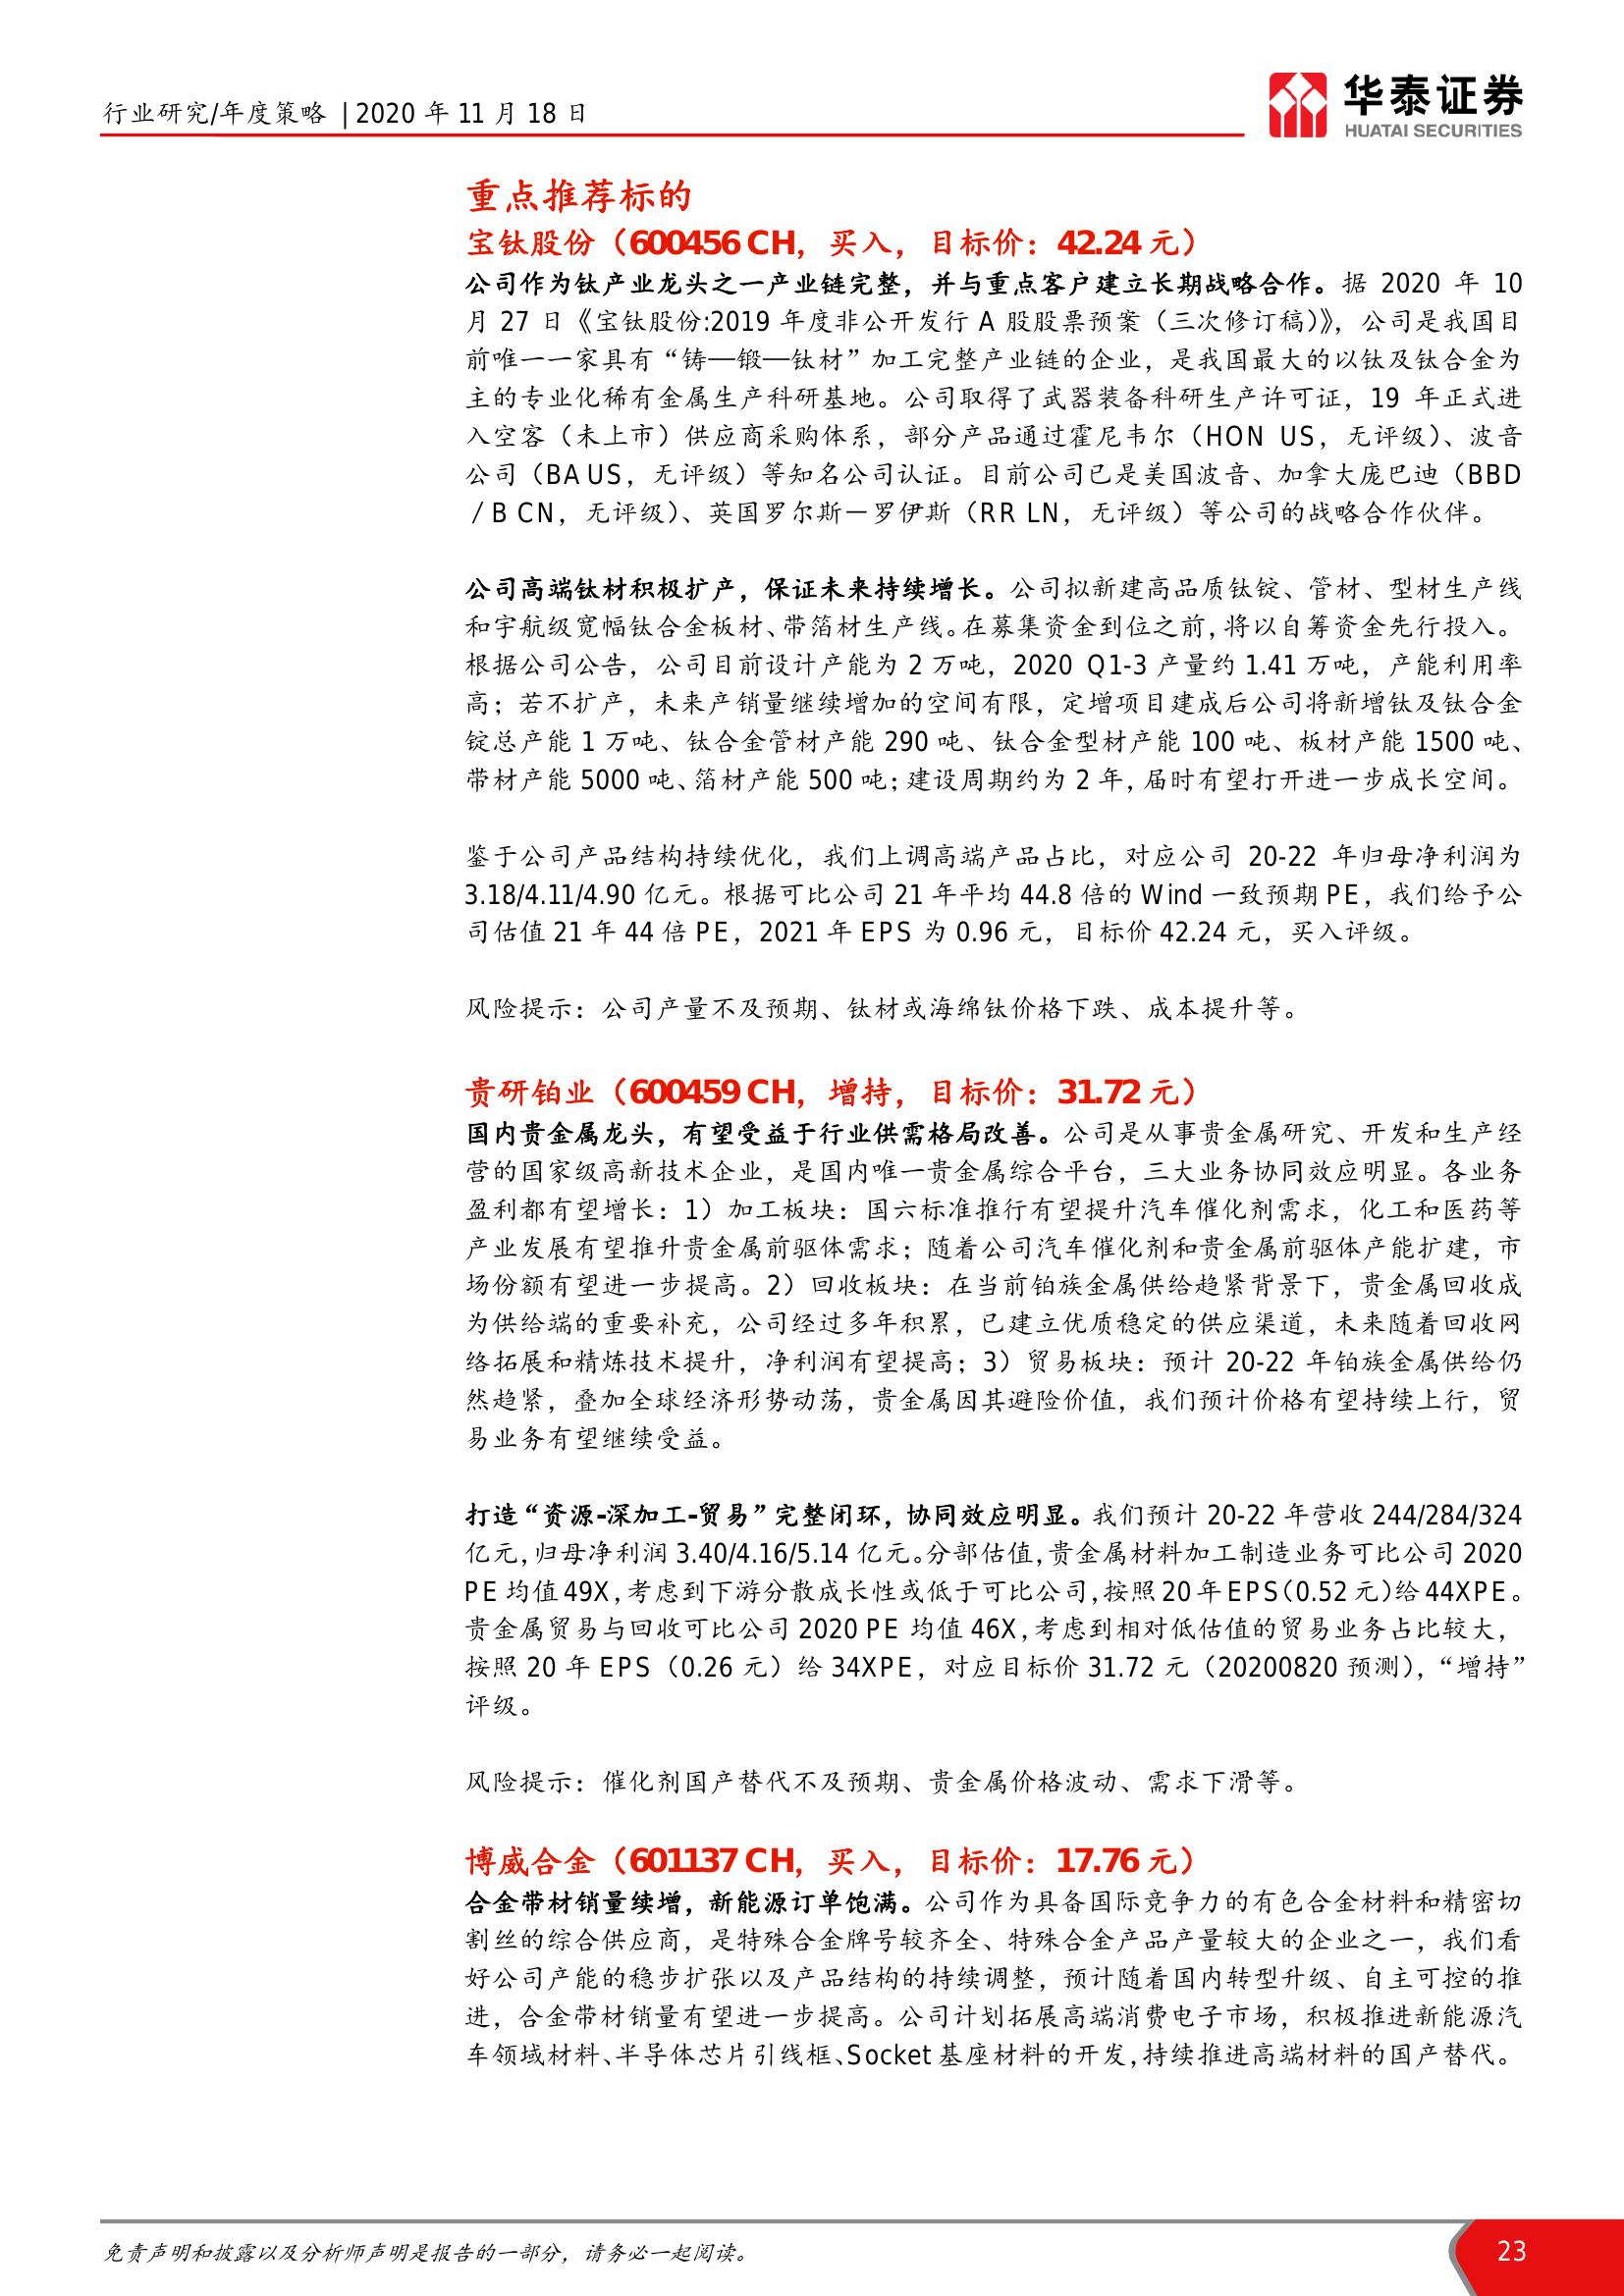 行业研究/年度策略 | 2020 年 11 月 18 日
华泰证券
HUATAI SECURITIES
重点推荐标的
宝钛股份（600456 CH，买入，目标价：42.24 元）
公司作为钛产业龙头之一产业链完整，并与重点客户建立长期战略合作。据 2020 年 10
月 27 日《宝钛股份:2019 年度非公开发行 A 股股票预案（三次修订稿）》，公司是我国目
前唯一一家具有“铸—锻—钛材”加工完整产业链的企业，是我国最大的以钛及钛合金为
主的专业化稀有金属生产科研基地。公司取得了武器装备科研生产许可证，19 年正式进
入空客（未上市）供应商采购体系，部分产品通过霍尼韦尔（HON US，无评级）、波音
公司（BA US，无评级）等知名公司认证。目前公司已是美国波音、加拿大庞巴迪（BBD
/ B CN，无评级）、英国罗尔斯－罗伊斯（RR LN，无评级）等公司的战略合作伙伴。
公司高端钛材积极扩产，保证未来持续增长。公司拟新建高品质钛锭、管材、型材生产线
和宇航级宽幅钛合金板材、带箔材生产线。在募集资金到位之前，将以自筹资金先行投入。
根据公司公告，公司目前设计产能为 2 万吨，2020 Q1-3 产量约 1.41 万吨，产能利用率
高；若不扩产，未来产销量继续增加的空间有限，定增项目建成后公司将新增钛及钛合金
锭总产能 1 万吨、钛合金管材产能 290 吨、钛合金型材产能 100 吨、板材产能 1500 吨、
带材产能 5000 吨、箔材产能 500 吨；建设周期约为 2 年，届时有望打开进一步成长空间。
鉴于公司产品结构持续优化，我们上调高端产品占比，对应公司 20-22 年归母净利润为
3.18/4.11/4.90 亿元。根据可比公司 21 年平均 44.8 倍的 Wind 一致预期 PE，我们给予公
司估值 21 年 44 倍 PE，2021 年 EPS 为 0.96 元，目标价 42.24 元，买入评级。
风险提示：公司产量不及预期、钛材或海绵钛价格下跌、成本提升等。
贵研铂业（600459 CH，增持，目标价：31.72 元）
国内贵金属龙头，有望受益于行业供需格局改善。公司是从事贵金属研究、开发和生产经
营的国家级高新技术企业，是国内唯一贵金属综合平台，三大业务协同效应明显。各业务
盈利都有望增长：1）加工板块：国六标准推行有望提升汽车催化剂需求，化工和医药等
产业发展有望推升贵金属前驱体需求；随着公司汽车催化剂和贵金属前驱体产能扩建，市
场份额有望进一步提高。2）回收板块：在当前铂族金属供给趋紧背景下，贵金属回收成
为供给端的重要补充，公司经过多年积累，已建立优质稳定的供应渠道，未来随着回收网
络拓展和精炼技术提升，净利润有望提高；3）贸易板块：预计 20-22 年铂族金属供给仍
然趋紧，叠加全球经济形势动荡，贵金属因其避险价值，我们预计价格有望持续上行，贸
易业务有望继续受益。
打造“资源-深加工-贸易”完整闭环，协同效应明显。我们预计 20-22 年营收 244/284/324
亿元，归母净利润 3.40/4.16/5.14 亿元。分部估值，贵金属材料加工制造业务可比公司 2020
PE 均值 49X，考虑到下游分散成长性或低于可比公司，按照 20 年 EPS（0.52 元）给 44XPE。
贵金属贸易与回收可比公司 2020 PE 均值 46X，考虑到相对低估值的贸易业务占比较大，
按照 20 年 EPS（0.26 元）给 34XPE，对应目标价 31.72 元（20200820 预测），“增持”
评级。
风险提示：催化剂国产替代不及预期、贵金属价格波动、需求下滑等。
博威合金（601137 CH，买入，目标价：17.76 元）
合金带材销量续增，新能源订单饱满。公司作为具备国际竞争力的有色合金材料和精密切
割丝的综合供应商，是特殊合金牌号较齐全、特殊合金产品产量较大的企业之一，我们看
好公司产能的稳步扩张以及产品结构的持续调整，预计随着国内转型升级、自主可控的推
进，合金带材销量有望进一步提高。公司计划拓展高端消费电子市场，积极推进新能源汽
车领域材料、半导体芯片引线框、Socket 基座材料的开发，持续推进高端材料的国产替代。
免责声明和披露以及分析师声明是报告的一部分，请务必一起阅读。
23